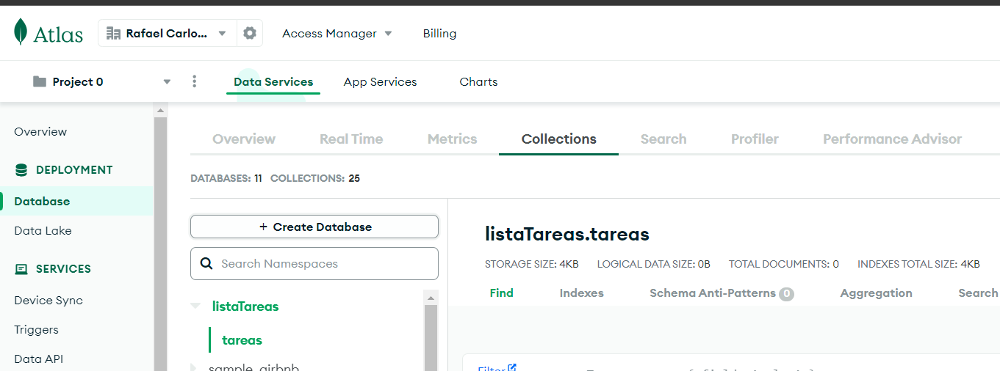 Atlas
Rafael Carlo...
Access Manager
Billing
Project 0
Data Services
App Services
Charts
Overview
DEPLOYMENT
Database
Data Lake
SERVICES
Device Sync
Triggers
Data API
Overview
Real Time
Metrics
Collections
Search
Profiler
Performance Advisor
DATABASES: 11 COLLECTIONS: 25
+ Create Database
Search Namespaces
listaTareas
tareas
sample_airbnb
listaTareas.tareas
STORAGE SIZE: 4KB LOGICAL DATA SIZE: 0B TOTAL DOCUMENTS: 0 INDEXES TOTAL SIZE: 4KB
Find
Indexes
Schema Anti-Patterns 0
Aggregation
Search
Filter